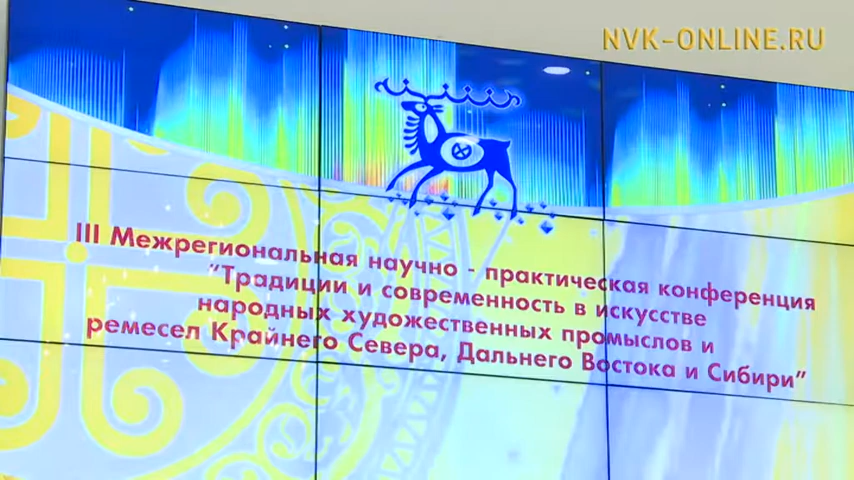 NVK-ONLINE.RU
III Межрегиональная научно - практическая конференция
"Традиции и современность в искусстве
народных художественных промыслов и
ремесел Крайнего Севера, Дальнего Востока и Сибири"